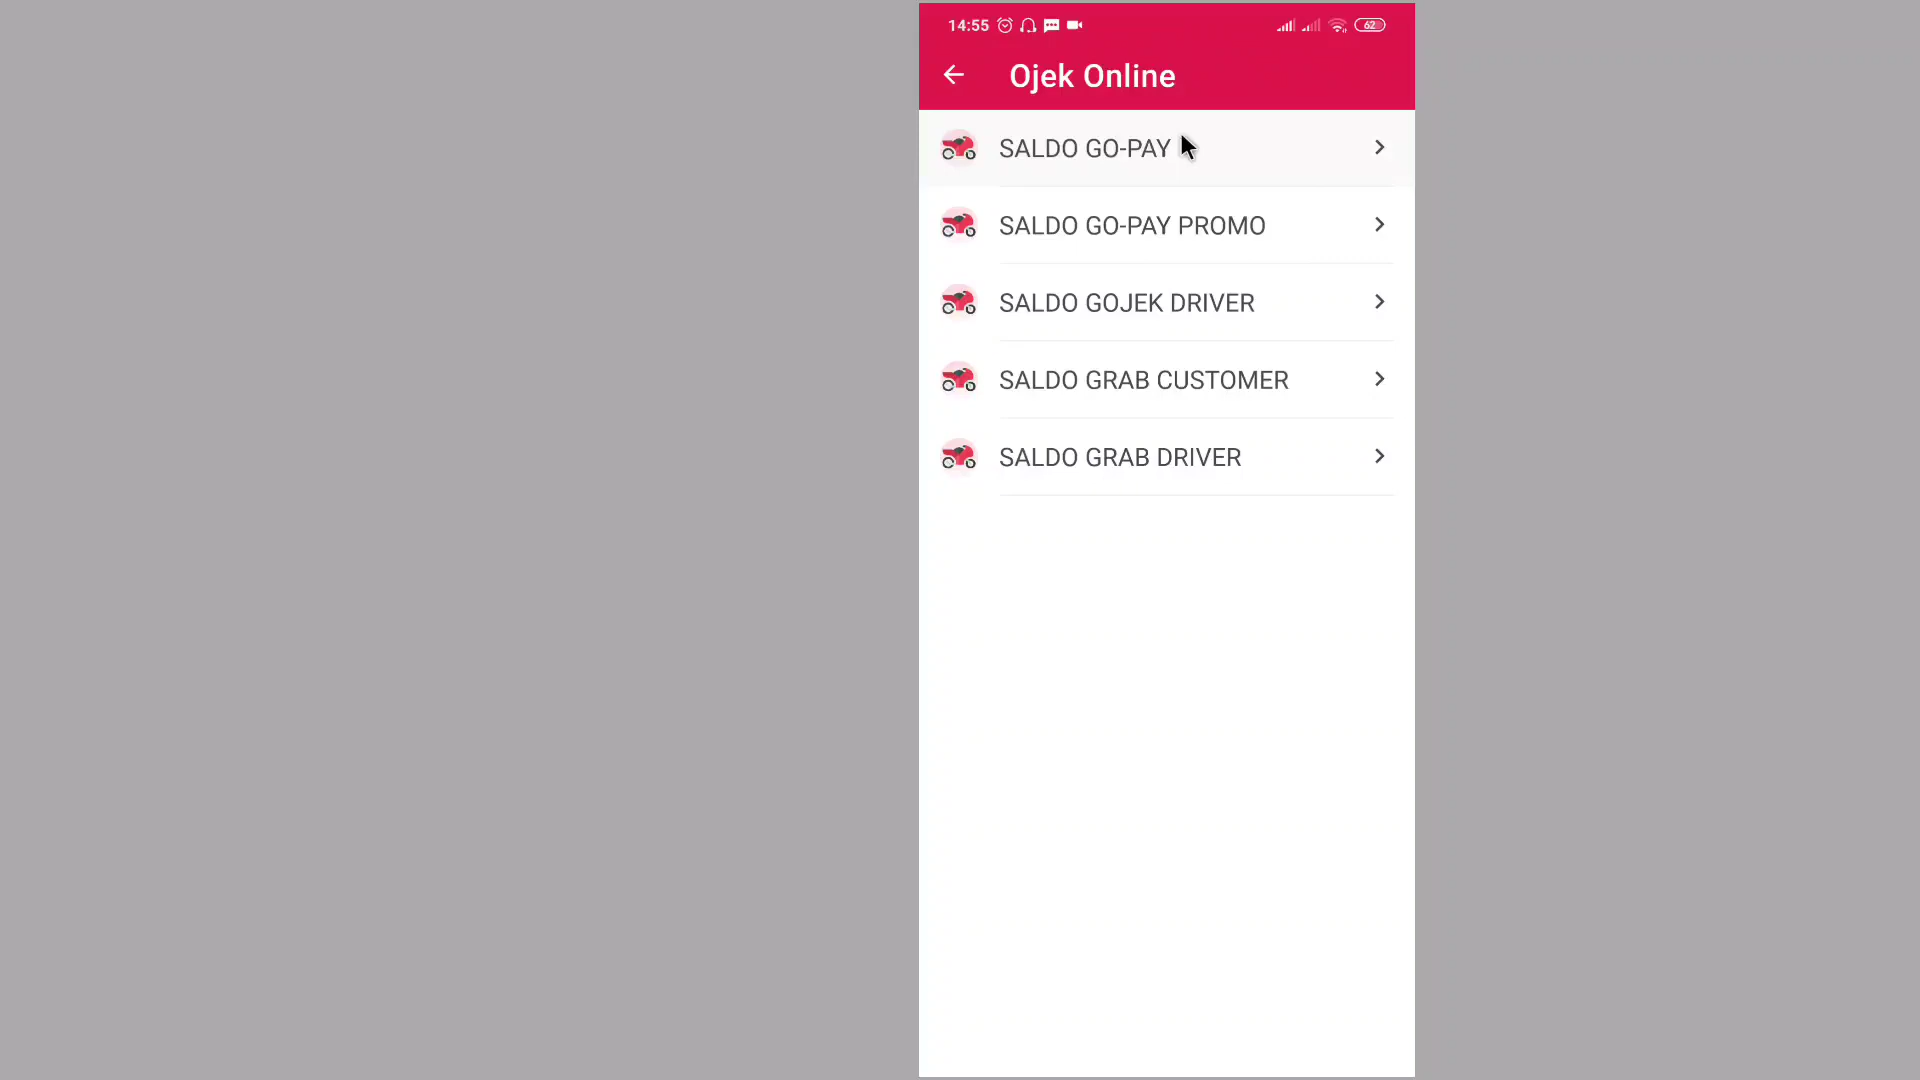 14:55
62
Ojek Online
SALDO GO-PAY
SALDO GO-PAY PROMO
SALDO GOJEK DRIVER
SALDO GRAB CUSTOMER
SALDO GRAB DRIVER